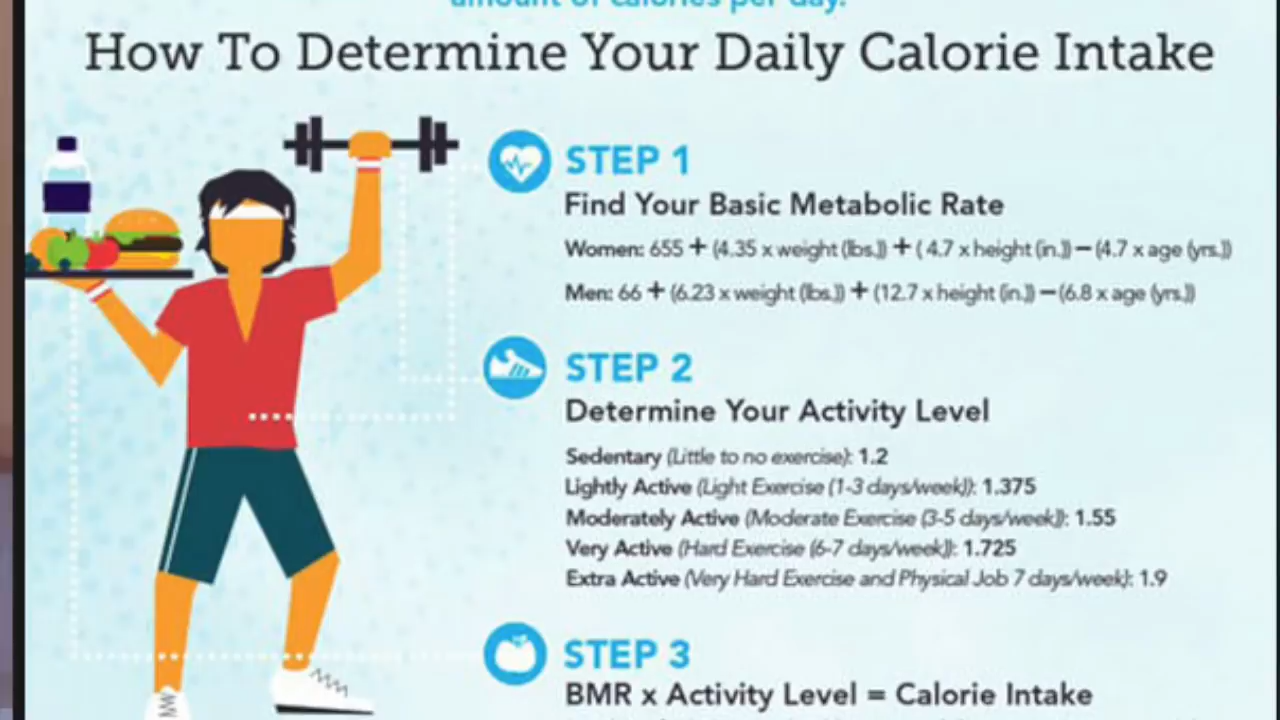 amount of calories per day.
How To Determine Your Daily Calorie Intake
STEP 1
Find Your Basic Metabolic Rate
Women: 655 + (4.35 x weight (lbs.)) + ( 4.7 x height (in.)) – (4.7 x age (yrs.))
Men: 66 + (6.23 x weight (lbs.)) + (12.7 x height (in.)) – (6.8 x age (yrs.))
STEP 2
Determine Your Activity Level
Sedentary (Little to no exercise): 1.2
Lightly Active (Light Exercise (1-3 days/week)): 1.375
Moderately Active (Moderate Exercise (3-5 days/week)): 1.55
Very Active (Hard Exercise (6-7 days/week)): 1.725
Extra Active (Very Hard Exercise and Physical Job 7 days/week): 1.9
STEP 3
BMR x Activity Level = Calorie Intake